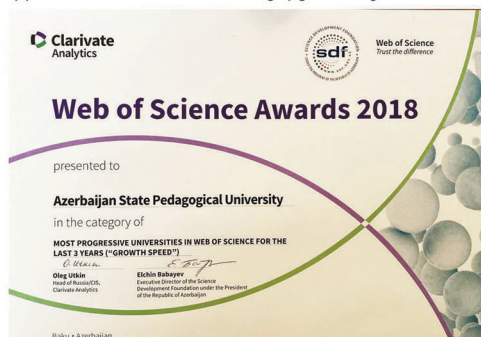 Clarivate
Analytics
sdf
Web of Science
Trust the difference
Web of Science Awards 2018
presented to
Azerbaijan State Pedagogical University
in the category of
MOST PROGRESSIVE UNIVERSITIES IN WEB OF SCIENCE FOR THE
LAST 3 YEARS ("GROWTH SPEED")
Oleg Utkin
Head of Russia/CIS,
Clarivate Analytics
Elchin Babayev
Executive Director of the Science
Development Foundation under the President
of the Republic of Azerbaijan
Baku • Azerbaijan